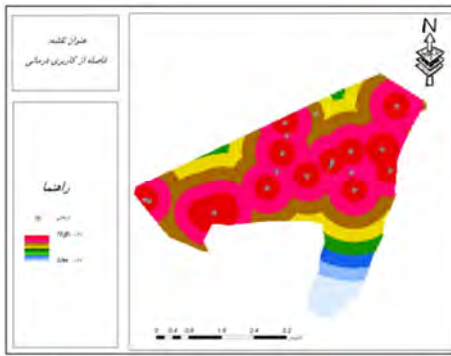 عنوان نقشه:
فاصله از کاربری درمانی
N
راهنما
درمانی
High
Low
0 0.4 0.8 1.6 2.4 3.2